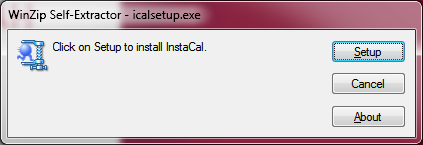 WinZip Self-Extractor - icalsetup.exe
Click on Setup to install InstaCal.
Setup
Cancel
About